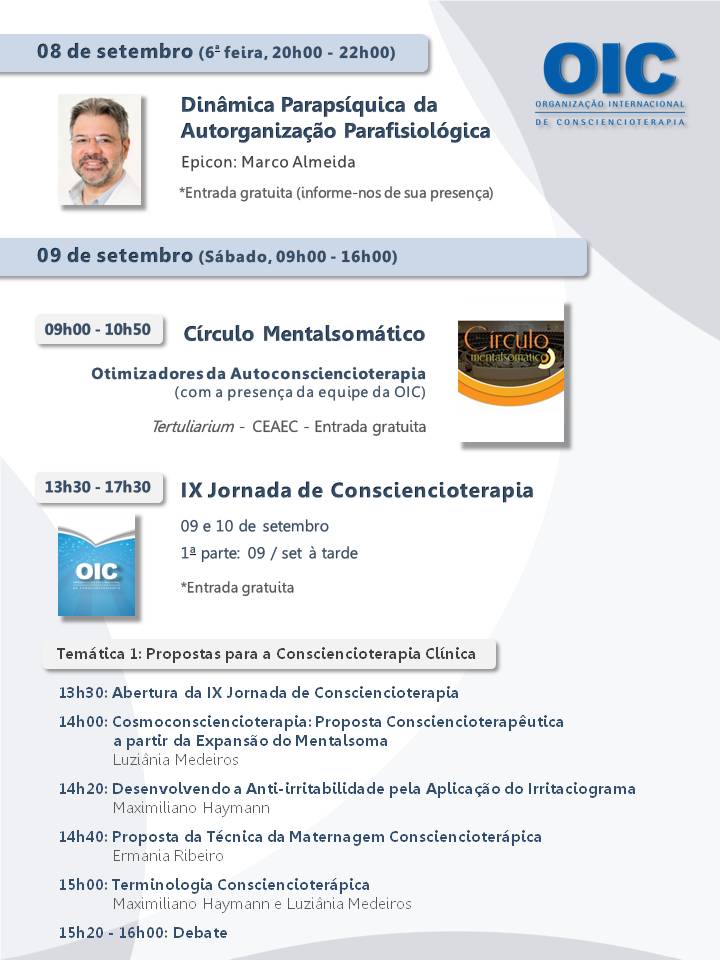 08 de setembro (6ª feira, 20h00 - 22h00)
OIC
ORGANIZAÇÃO INTERNACIONAL
DE CONSCIENCIOTERAPIA
Dinâmica Parapsíquica da
Autorganização Parafisiológica
Epicon: Marco Almeida
*Entrada gratuita (informe-nos de sua presença)
09 de setembro (Sábado, 09h00 - 16h00)
09h00 - 10h50
Círculo Mentalsomático
Círculo
mentalsomático
Otimizadores da Autoconsciencioterapia
(com a presença da equipe da OIC)
Tertuliarium - CEAEC - Entrada gratuita
13h30 - 17h30
IX Jornada de Consciencioterapia
09 e 10 de setembro
1ª parte: 09 / set à tarde
*Entrada gratuita
OIC
Temática 1: Propostas para a Consciencioterapia Clínica
13h30: Abertura da IX Jornada de Consciencioterapia
14h00: Cosmoconsciencioterapia: Proposta Consciencioterapêutica
a partir da Expansão do Mentalsoma
Luziânia Medeiros
14h20: Desenvolvendo a Anti-irritabilidade pela Aplicação do Irritaciograma
Maximiliano Haymann
14h40: Proposta da Técnica da Maternagem Consciencioterápica
Ermania Ribeiro
15h00: Terminologia Consciencioterápica
Maximiliano Haymann e Luziânia Medeiros
15h20 - 16h00: Debate